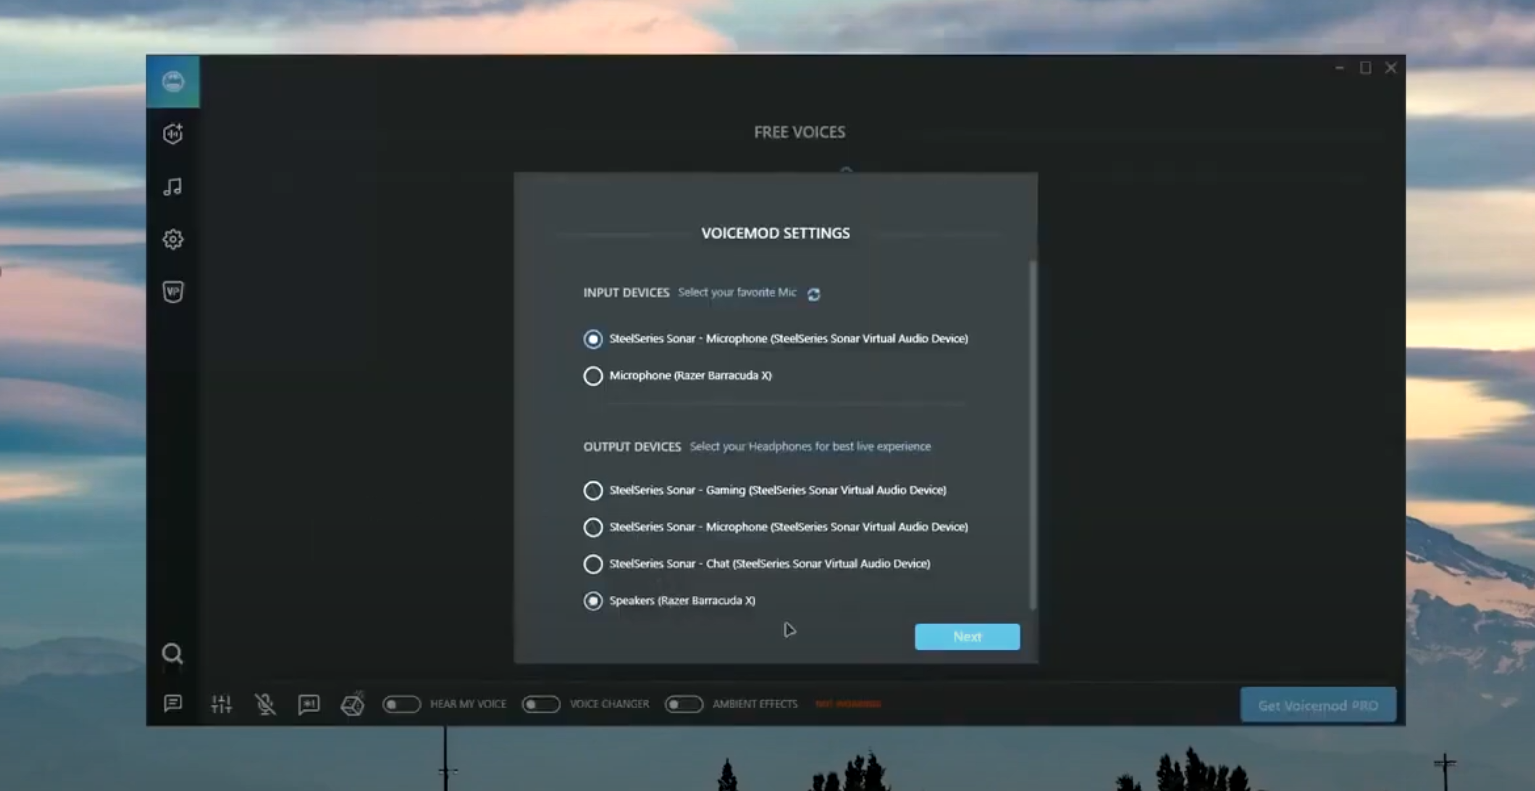 FREE VOICES
VOICEMOD SETTINGS
INPUT DEVICES Select your favorite Mic
SteelSeries Sonar - Microphone (SteelSeries Sonar Virtual Audio Device)
Microphone (Razer Barracuda X)
OUTPUT DEVICES Select your Headphones for best live experience
SteelSeries Sonar - Gaming (SteelSeries Sonar Virtual Audio Device)
SteelSeries Sonar - Microphone (SteelSeries Sonar Virtual Audio Device)
SteelSeries Sonar - Chat (SteelSeries Sonar Virtual Audio Device)
Speakers (Razer Barracuda X)
Next
HEAR MY VOICE VOICE CHANGER AMBIENT EFFECTS
Get Voicemod PRO